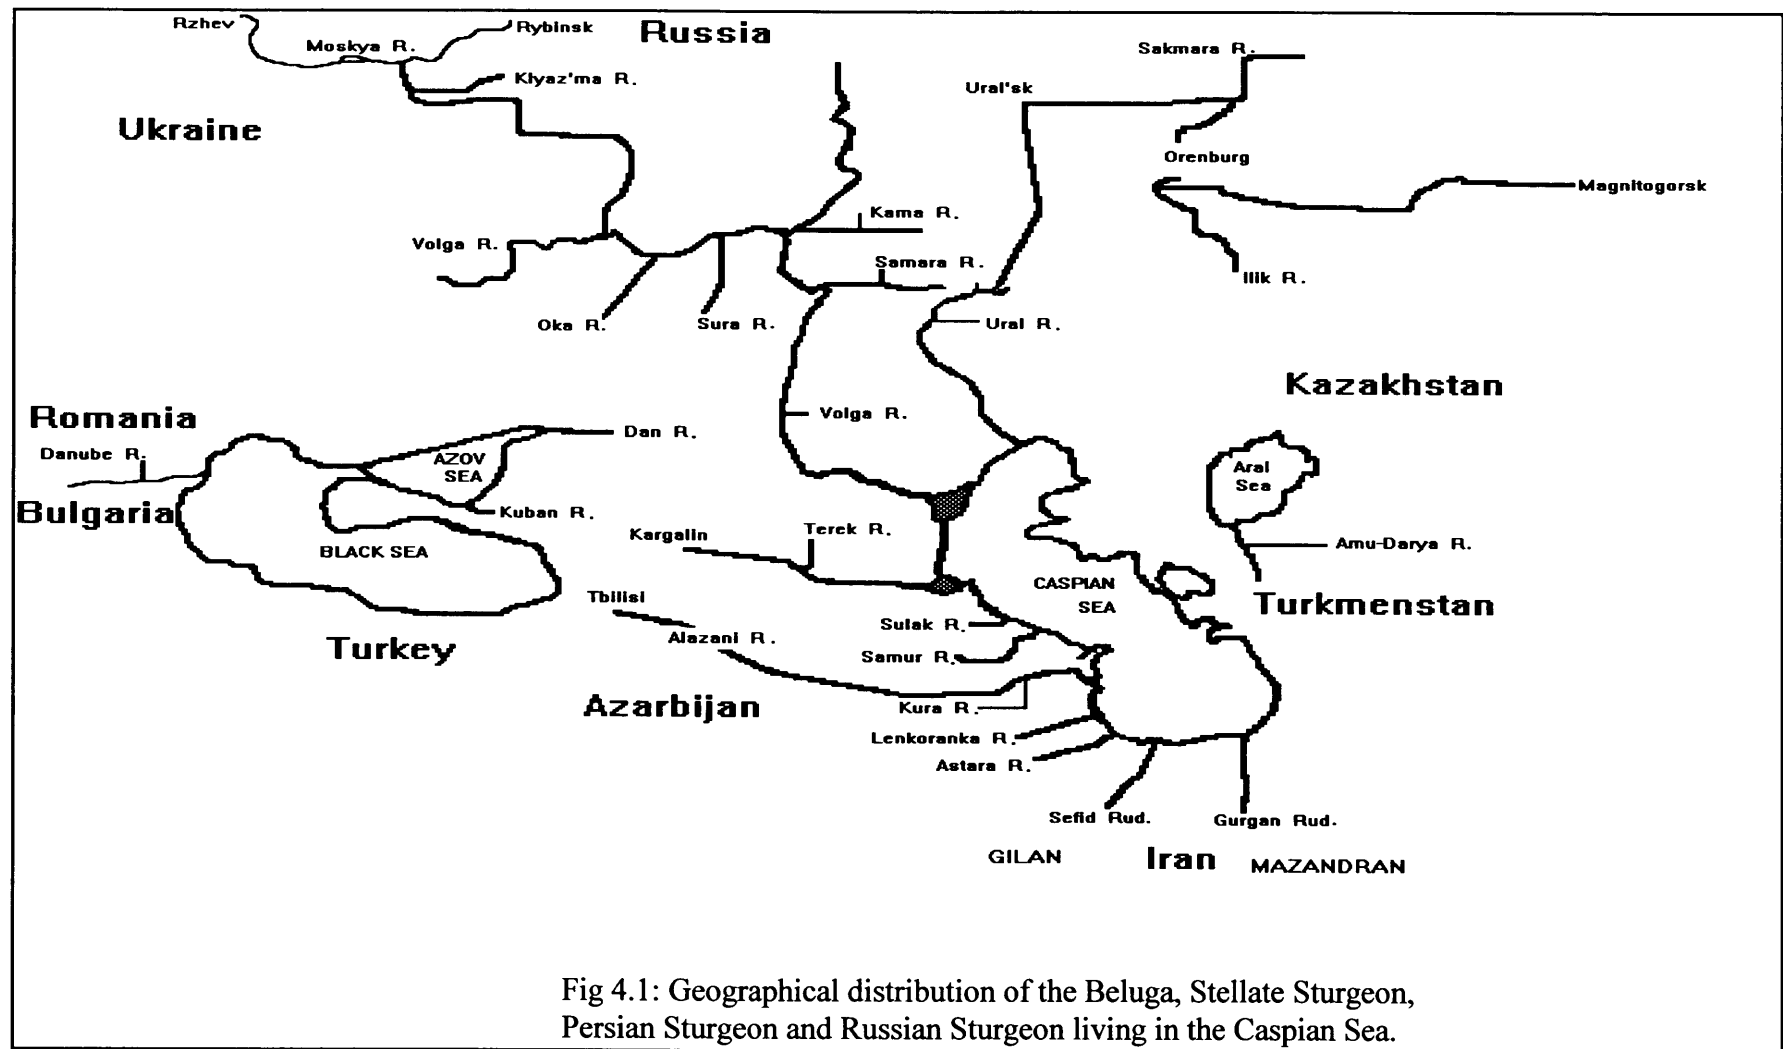 Rzhev
Rybinsk
Russia
Moskya R.
Sakmara R.
Klyaz'ma R.
Ural'sk
Ukraine
Orenburg
Magnitogorsk
Kama R.
Volga R.
Samara R.
Ilik R.
Oka R.
Sura R.
Ural R.
Kazakhstan
Romania
Volga R.
Dan R.
Danube R.
AZOV
SEA
Aral
Sea
Bulgaria
Kuban R.
Kargalin
Terek R.
Amu-Darya R.
BLACK SEA
CASPIAN
SEA
Tbilisi
Turkmenstan
Sulak R.
Alazani R.
Turkey
Samur R.
Azarbijan
Kura R.
Lenkoranka R.
Astara R.
Sefid Rud.
Gurgan Rud.
GILAN
Iran
MAZANDRAN
Fig 4.1: Geographical distribution of the Beluga, Stellate Sturgeon,
Persian Sturgeon and Russian Sturgeon living in the Caspian Sea.